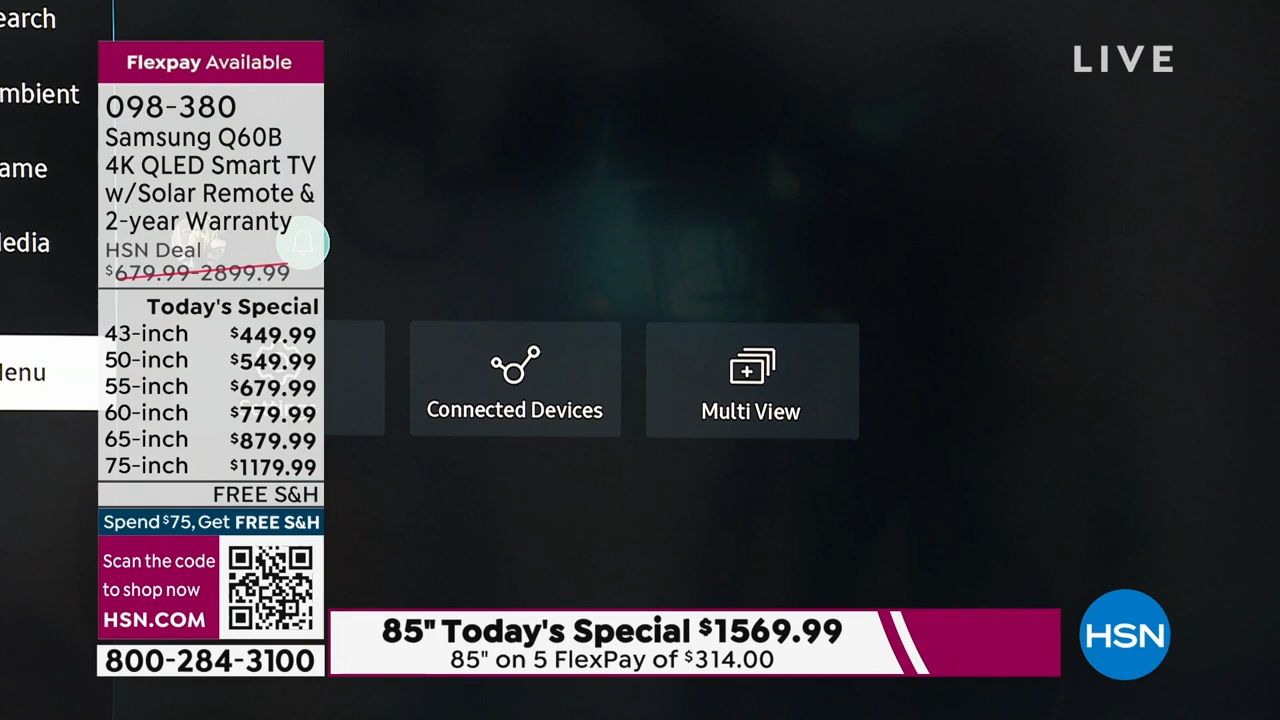 earch
mbient
ame
ledia
lenu
Flexpay Available
098-380
Samsung Q60B
4K QLED Smart TV
w/Solar Remote &
2-year Warranty
HSN Deal
$679.99-2899.99
Today's Special
43-inch $449.99
50-inch $549.99
55-inch $679.99
60-inch $779.99
65-inch $879.99
75-inch $1179.99
FREE S&H
Spend $75, Get FREE S&H
Scan the code
to shop now
HSN.COM
800-284-3100
LIVE
Connected Devices
Multi View
85" Today's Special $1569.99
85" on 5 FlexPay of $314.00
HSN